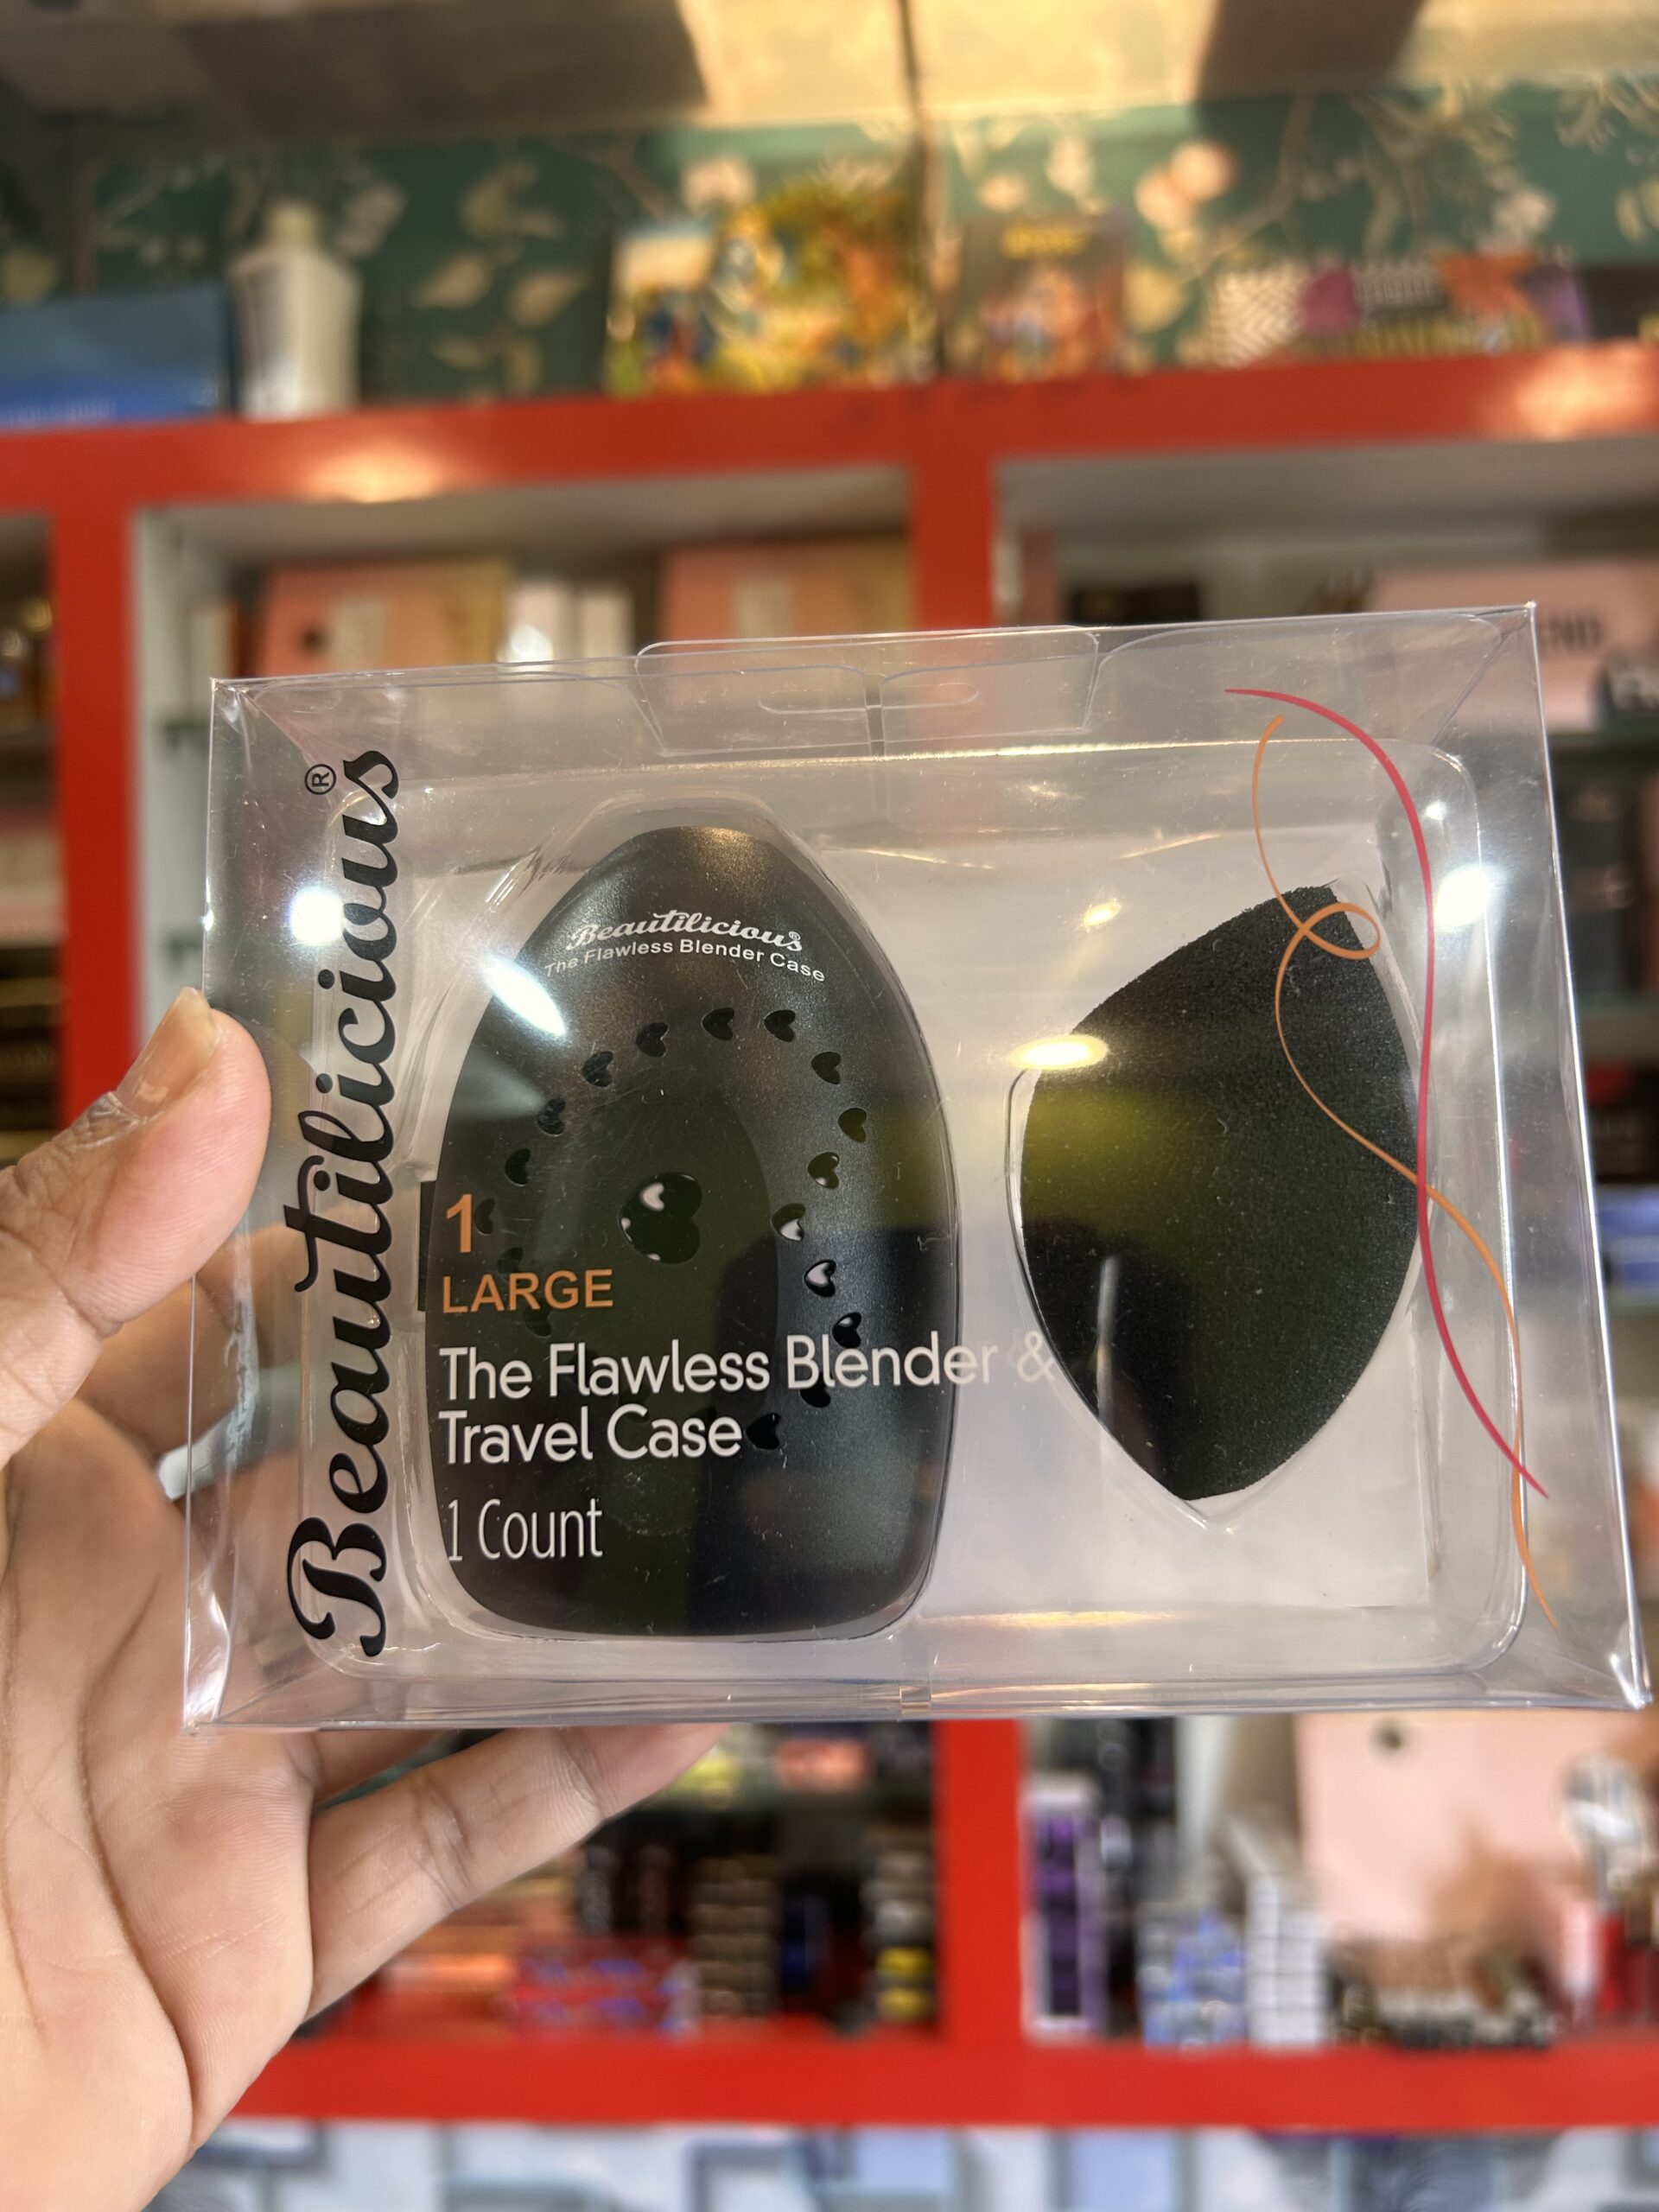 Beautilicious®
Beautilicious®
The Flawless Blender Case
1
LARGE
The Flawless Blender &
Travel Case
1 Count